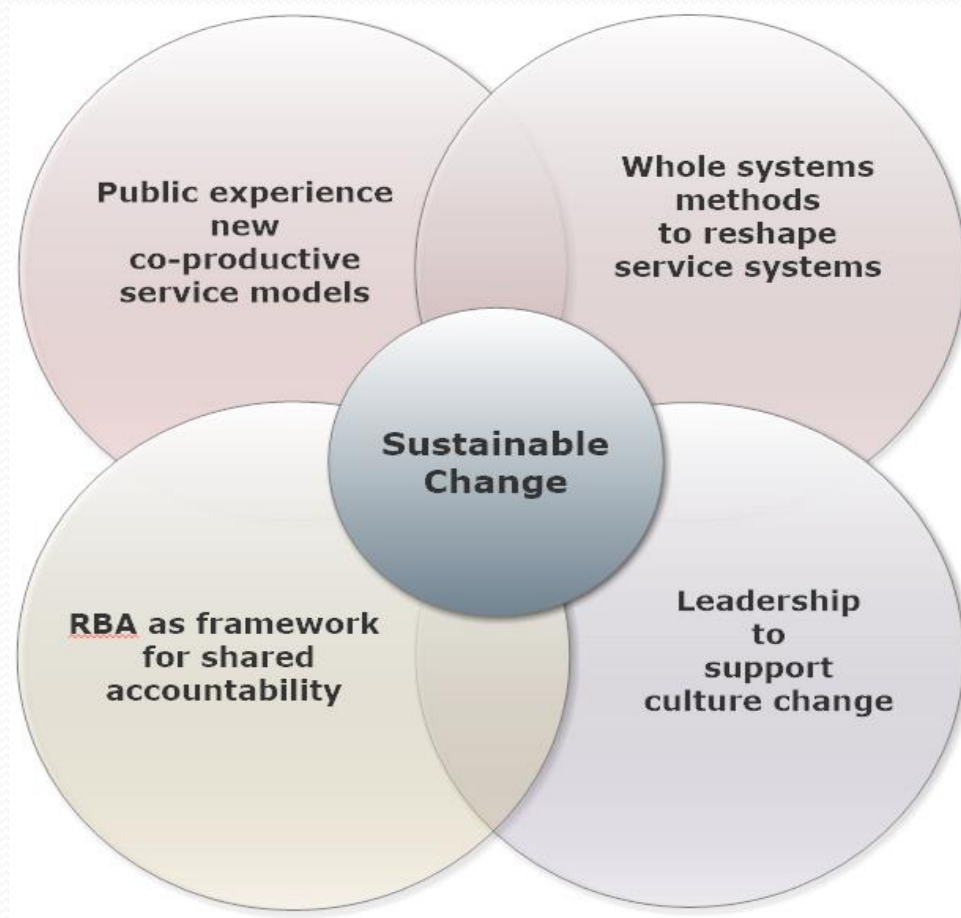 Public experience
new
co-productive
service models
Whole systems
methods
to reshape
service systems
Sustainable
Change
RBA as framework
for shared
accountability
Leadership
to
support
culture change